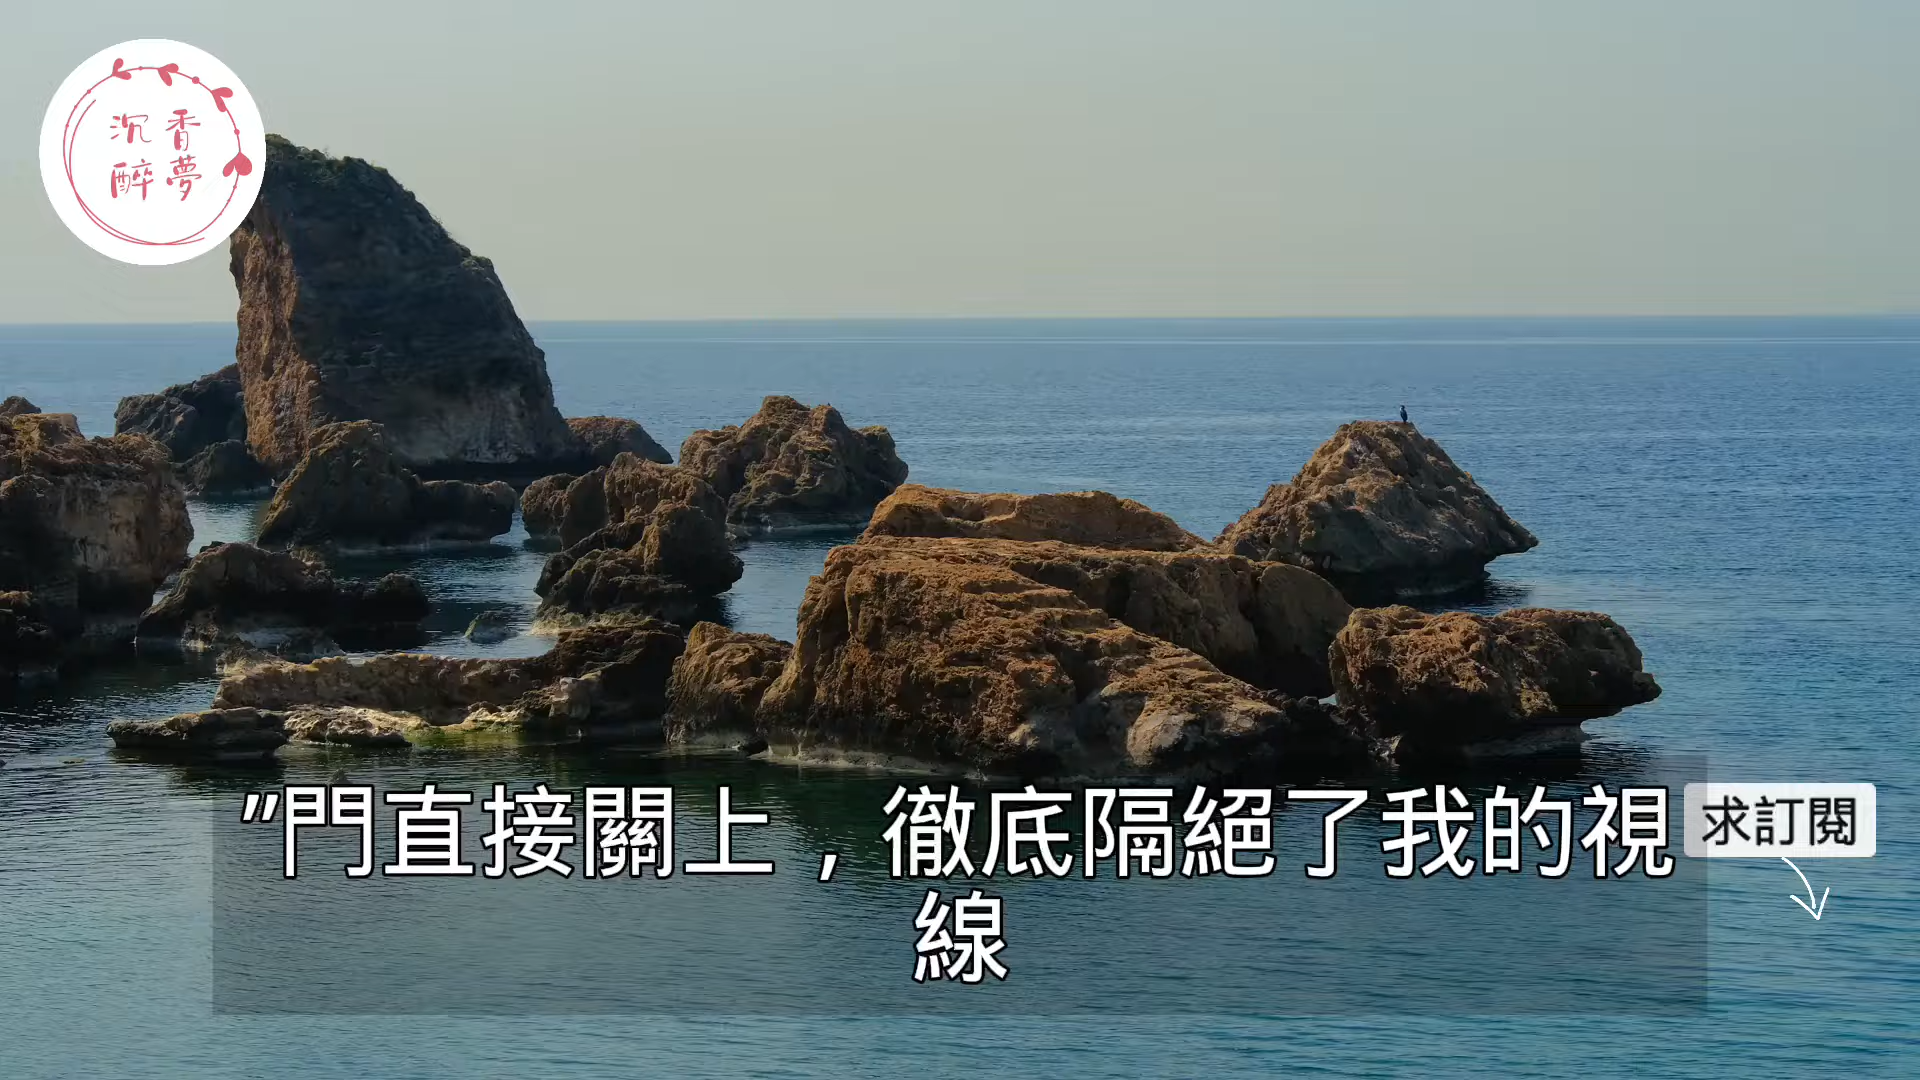 沉香
醉夢
"門直接關上，徹底隔絕了我的視
線
求訂閱